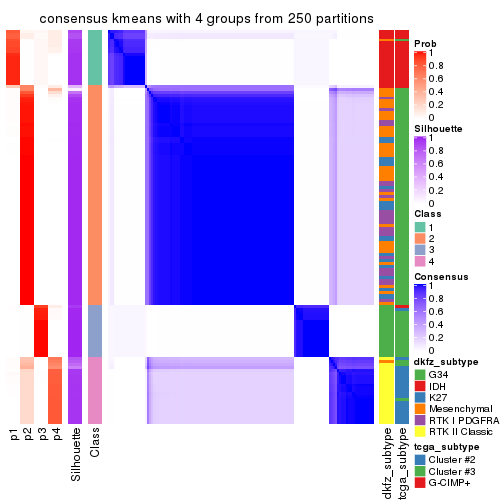 consensus kmeans with 4 groups from 250 partitions
p1
p2
p3
p4
Silhouette
Class
dkfz_subtype
tcga_subtype
Prob
1
0.8
0.6
0.4
0.2
0
Silhouette
1
0.8
0.6
0.4
0.2
0
Class
1
2
3
4
Consensus
1
0.8
0.6
0.4
0.2
0
dkfz_subtype
G34
IDH
K27
Mesenchymal
RTK I PDGFRA
RTK II Classic
tcga_subtype
Cluster #2
Cluster #3
G-CIMP+